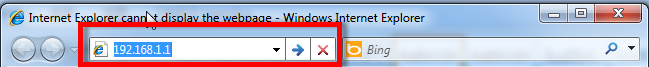 Internet Explorer cannot display the webpage - Windows Internet Explorer
192.168.1.1
Bing